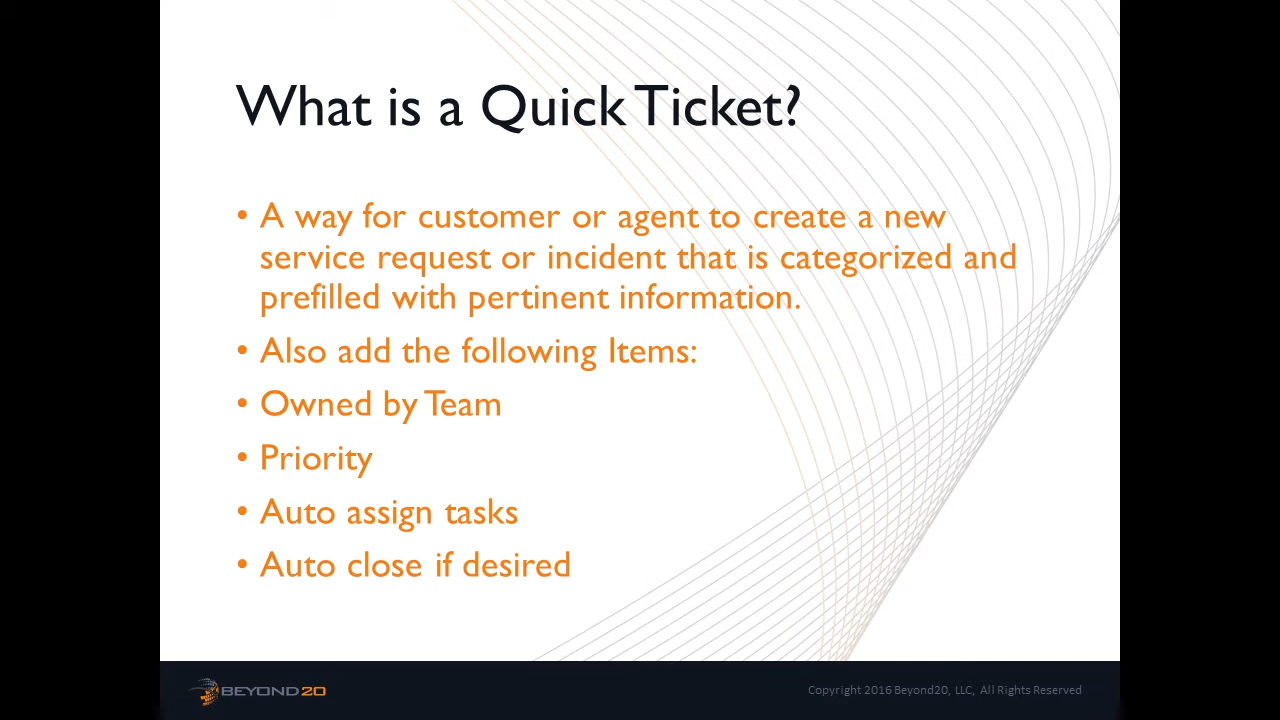 What is a Quick Ticket?
• A way for customer or agent to create a new
service request or incident that is categorized and
prefilled with pertinent information.
• Also add the following Items:
• Owned by Team
• Priority
• Auto assign tasks
• Auto close if desired
BEYOND20
Copyright 2016 Beyond20, LLC, All Rights Reserved